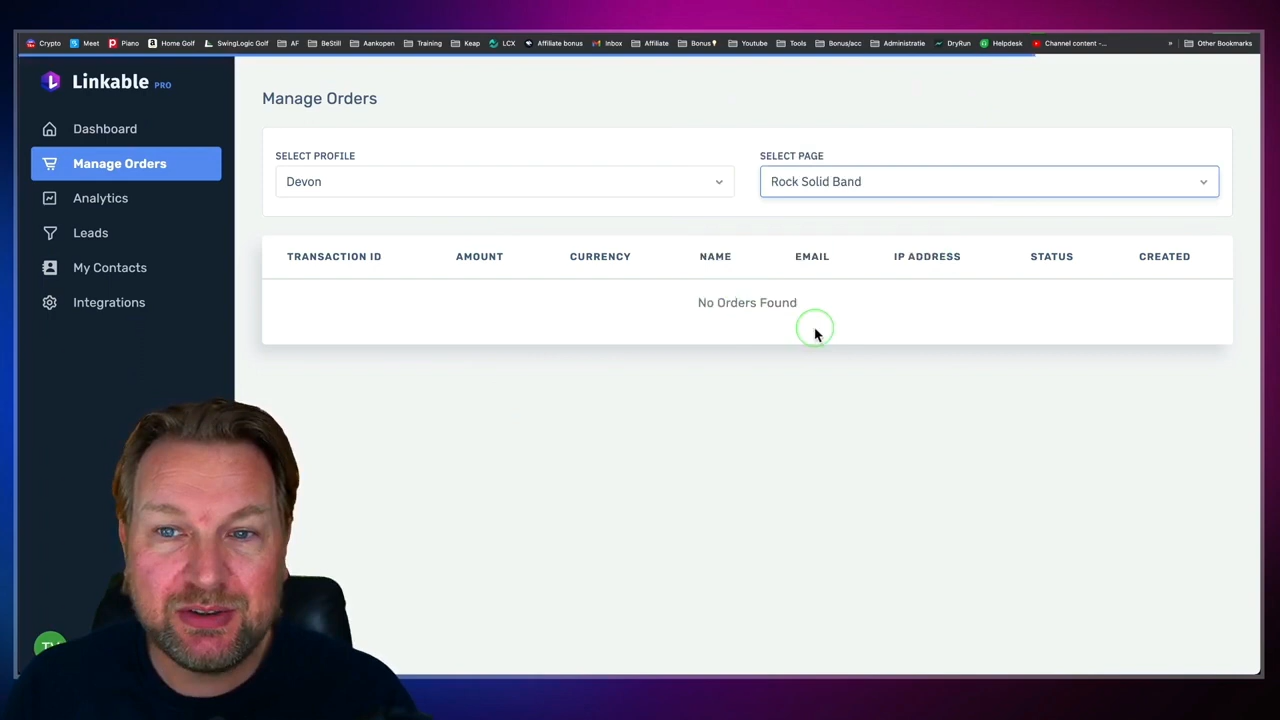 Crypto Meet Piano Home Golf SwingLogic Golf AF BeStill Aankopen Training Keap LCX Affiliate bonus Inbox Affiliate Bonus Youtube Tools Bonus/acc Administratie DryRun Helpdesk Channel content -... » Other Bookmarks
Linkable PRO
Dashboard
Manage Orders
Analytics
Leads
My Contacts
Integrations
Manage Orders
SELECT PROFILE
Devon
SELECT PAGE
Rock Solid Band
TRANSACTION ID AMOUNT CURRENCY NAME EMAIL IP ADDRESS STATUS CREATED
No Orders Found